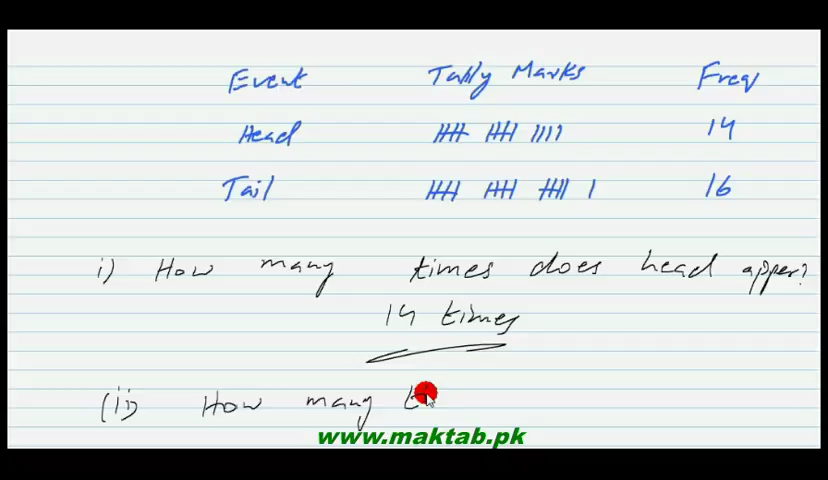 Event Tally Marks Freq
Head 14
Tail 16
i) How many times does head apper?
14 times
(ii) How many
www.maktab.pk